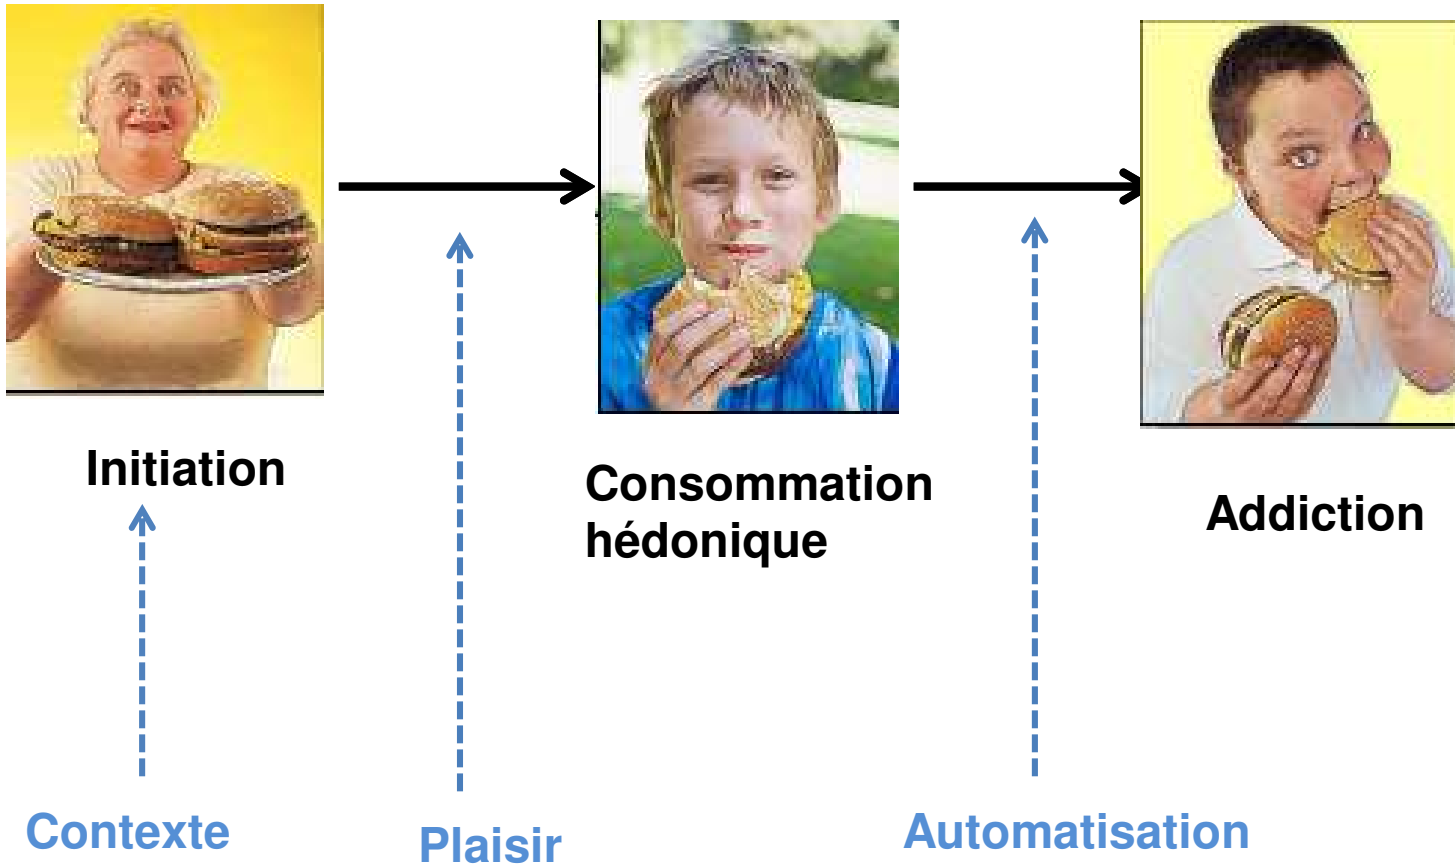 Initiation
Consommation
hédonique
Addiction
Contexte
Plaisir
Automatisation